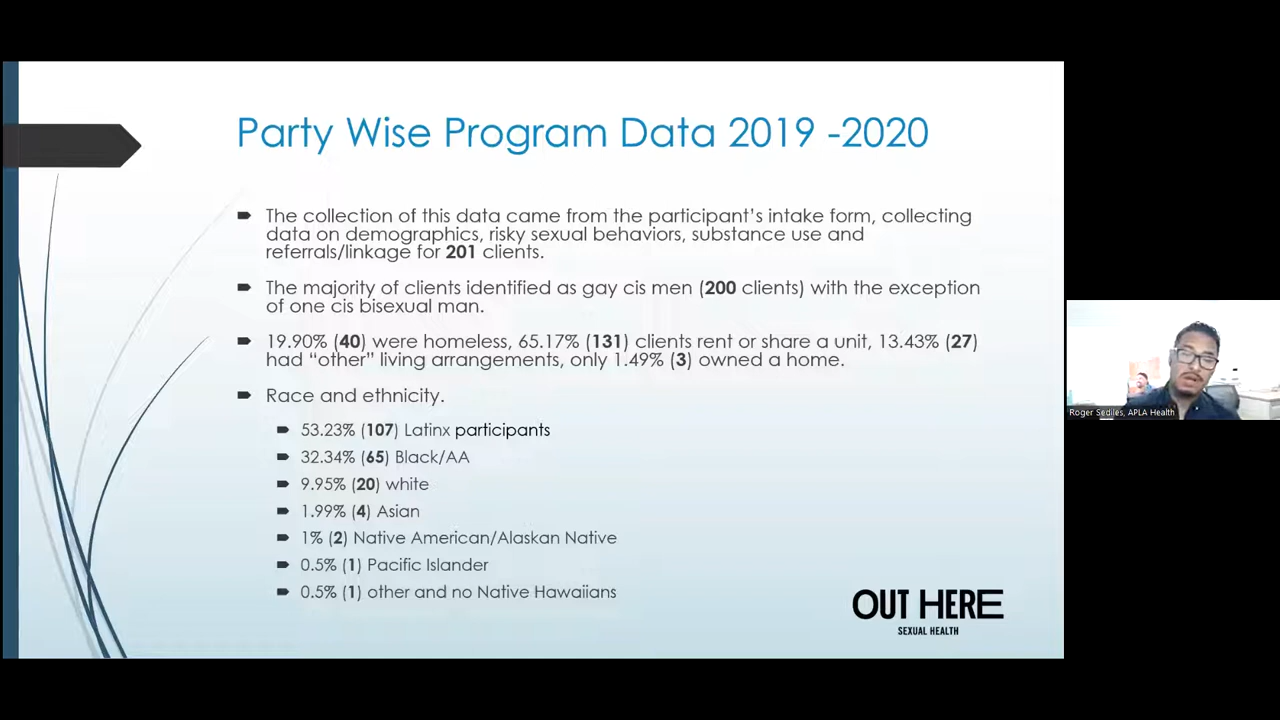 Party Wise Program Data 2019 -2020
The collection of this data came from the participant's intake form, collecting
data on demographics, risky sexual behaviors, substance use and
referrals/linkage for 201 clients.
The majority of clients identified as gay cis men (200 clients) with the exception
of one cis bisexual man.
19.90% (40) were homeless, 65.17% (131) clients rent or share a unit, 13.43% (27)
had “other” living arrangements, only 1.49% (3) owned a home.
Race and ethnicity.
53.23% (107) Latinx participants
32.34% (65) Black/AA
9.95% (20) white
1.99% (4) Asian
1% (2) Native American/Alaskan Native
0.5% (1) Pacific Islander
0.5% (1) other and no Native Hawaiians
OUT HERE
SEXUAL HEALTH
Roger Sediles, APLA Health